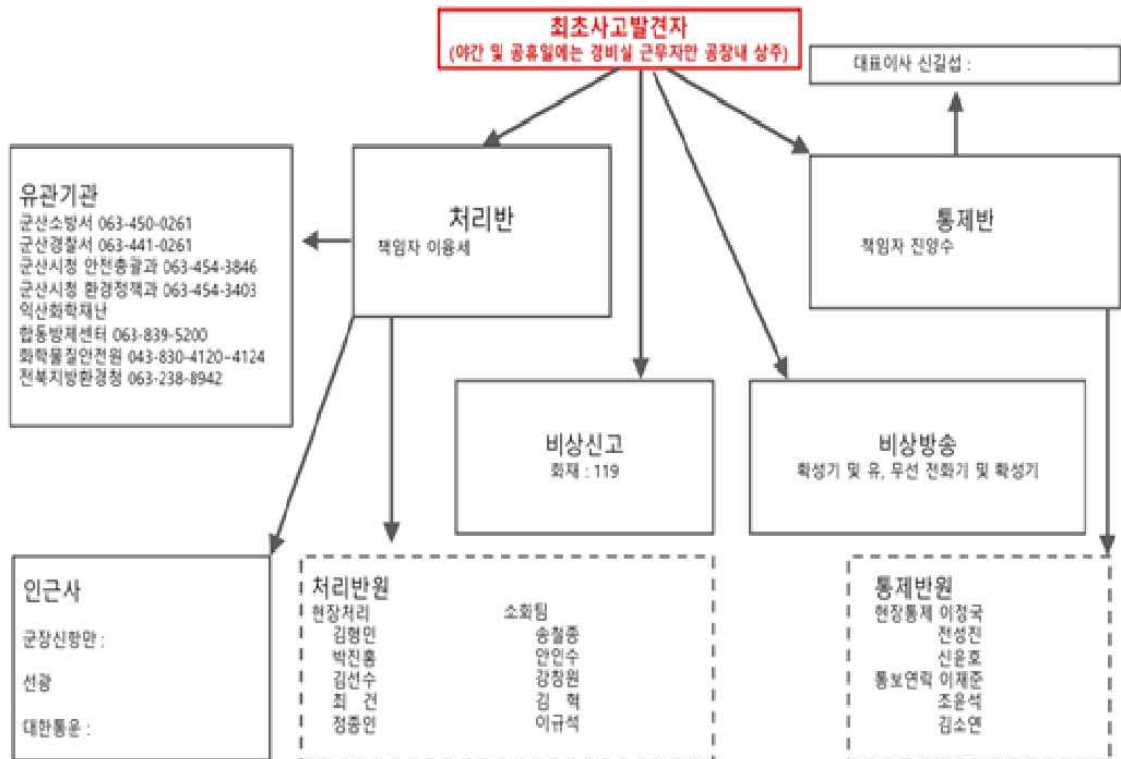 최초사고발견자
(야간 및 공휴일에는 경비실 근무자만 공장내 상주)
대표이사 신길섭 :
유관기관
군산소방서 063-450-0261
군산경찰서 063-441-0261
군산시청 안전총괄과 063-454-3846
군산시청 환경정책과 063-454-3403
익산화학재난
합동방제센터 063-839-5200
화학물질안전원 043-830-4120~4124
전북지방환경청 063-238-8942
처리반
책임자 이용세
통제반
책임자 진양수
비상신고
화재 : 119
비상방송
확성기 및 유, 무선 전화기 및 확성기
인근사
군장신항만 :
선광
대한통운 :
처리반원
현장처리 소화팀
김형민 송철종
박진홍 안인수
김선수 강창원
최 건 김 혁
정종인 이규석
통제반원
현장통제 이정국
전성진
신윤호
통보연락 이재준
조윤석
김소연